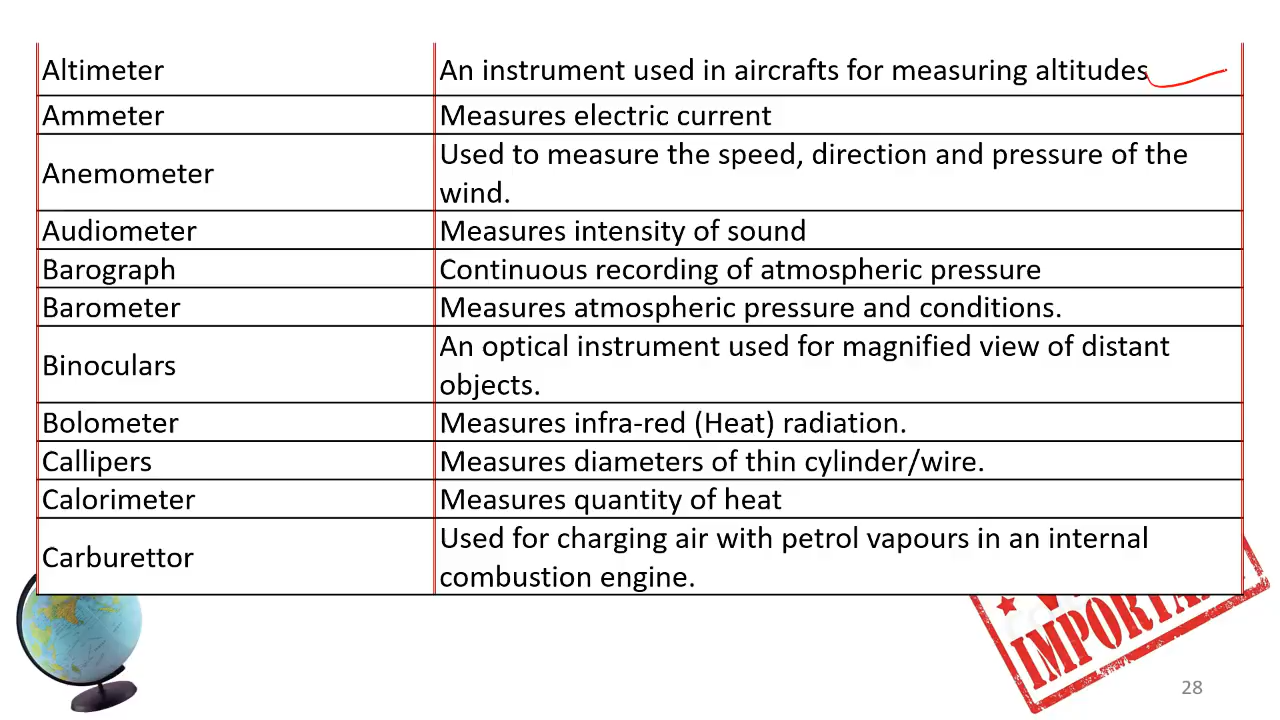 Altimeter
An instrument used in aircrafts for measuring altitudes
Ammeter
Measures electric current
Anemometer
Used to measure the speed, direction and pressure of the
wind.
Audiometer
Measures intensity of sound
Barograph
Continuous recording of atmospheric pressure
Barometer
Measures atmospheric pressure and conditions.
Binoculars
An optical instrument used for magnified view of distant
objects.
Bolometer
Measures infra-red (Heat) radiation.
Callipers
Measures diameters of thin cylinder/wire.
Calorimeter
Measures quantity of heat
Carburettor
Used for charging air with petrol vapours in an internal
combustion engine.
28